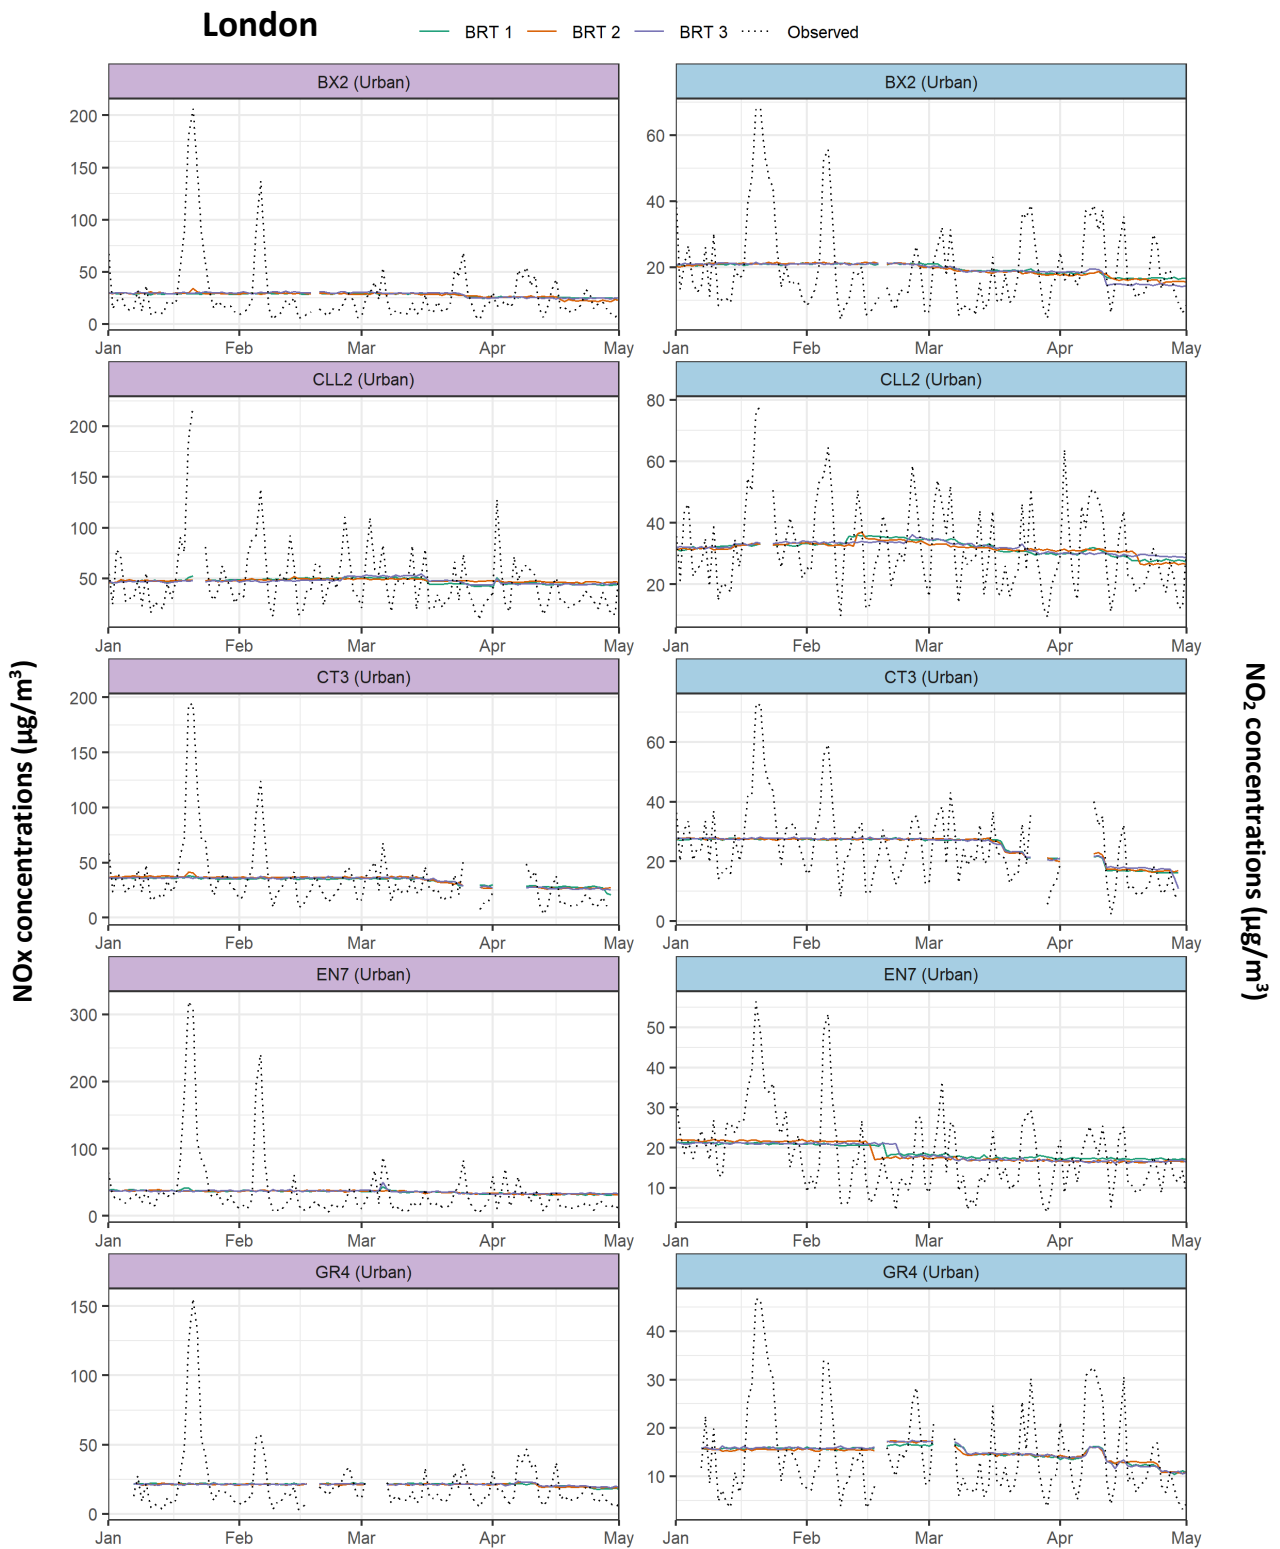 London
BRT 1 BRT 2 BRT 3 Observed
BX2 (Urban)
200
150
100
50
0
Jan Feb Mar Apr May
BX2 (Urban)
60
40
20
Jan Feb Mar Apr May
CLL2 (Urban)
200
150
100
50
Jan Feb Mar Apr May
CLL2 (Urban)
80
60
40
20
Jan Feb Mar Apr May
CT3 (Urban)
200
150
100
50
0
Jan Feb Mar Apr May
CT3 (Urban)
60
40
20
0
Jan Feb Mar Apr May
EN7 (Urban)
300
200
100
0
Jan Feb Mar Apr May
EN7 (Urban)
50
40
30
20
10
Jan Feb Mar Apr May
GR4 (Urban)
150
100
50
0
Jan Feb Mar Apr May
GR4 (Urban)
40
30
20
10
Jan Feb Mar Apr May
NOx concentrations (µg/m³)
NO₂ concentrations (µg/m³)